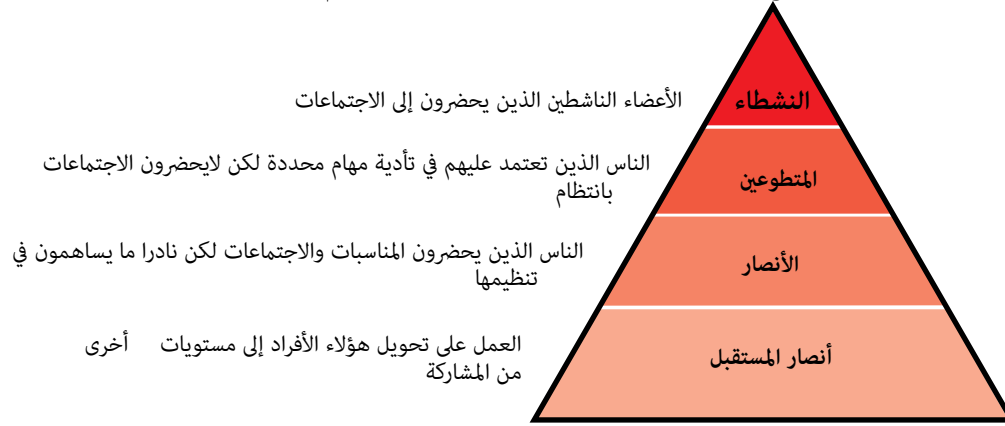 النشطاء
الأعضاء الناشطين الذين يحضرون إلى الاجتماعات
المتطوعين
الناس الذين تعتمد عليهم في تأدية مهام محددة لكن لايحضرون الاجتماعات
بانتظام
الأنصار
الناس الذين يحضرون المناسبات والاجتماعات لكن نادرا ما يساهمون في
تنظيمها
أنصار المستقبل
العمل على تحويل هؤلاء الأفراد إلى مستويات أخرى
من المشاركة